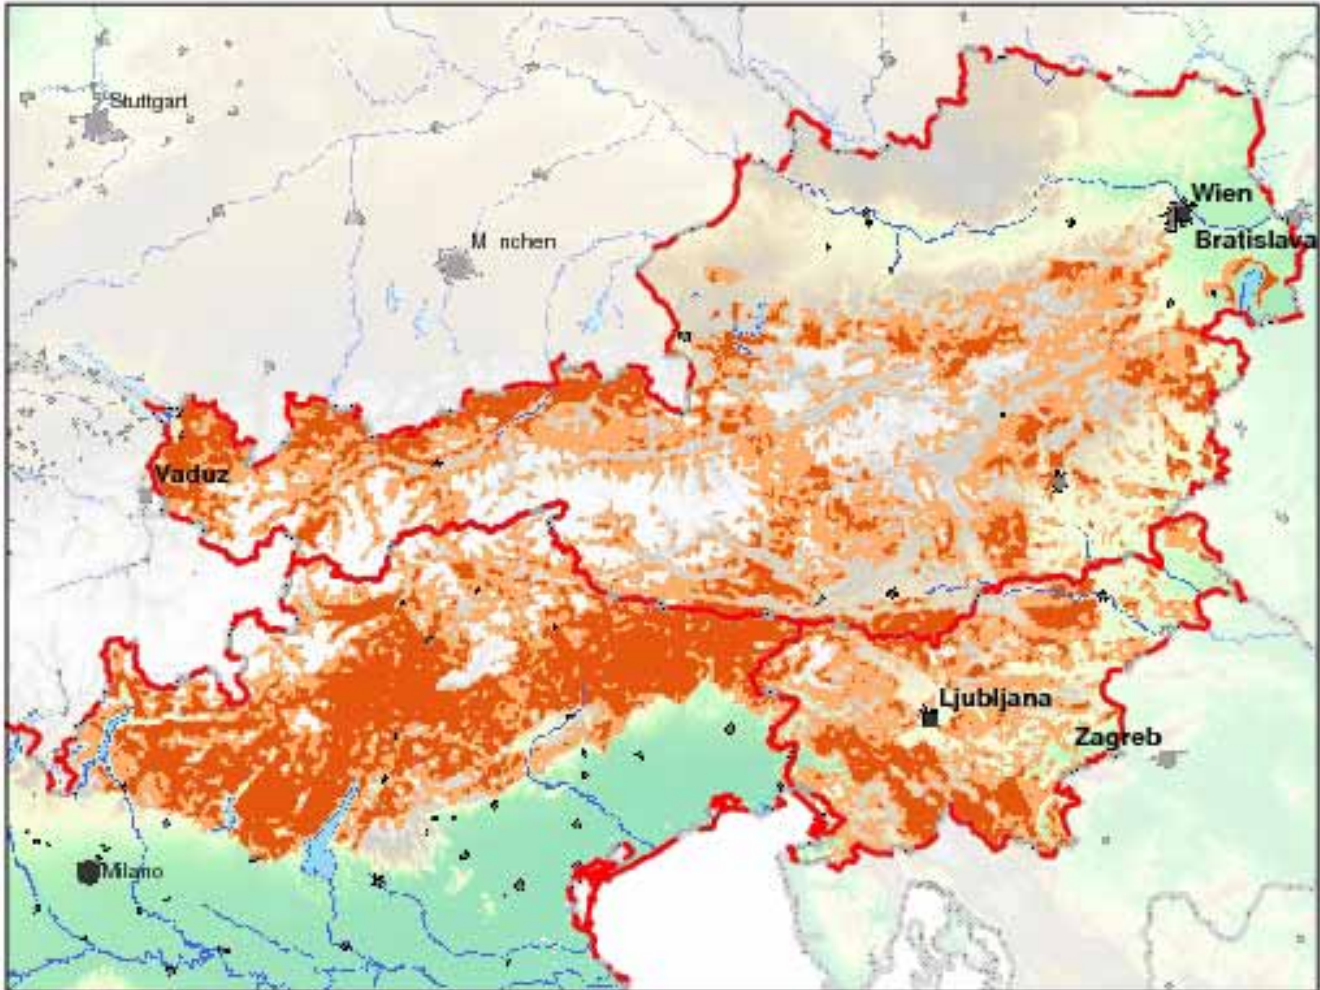 Stuttgart
Wien
M nchen
Bratislava
Vaduz
Ljubljana
Zagreb
Milano